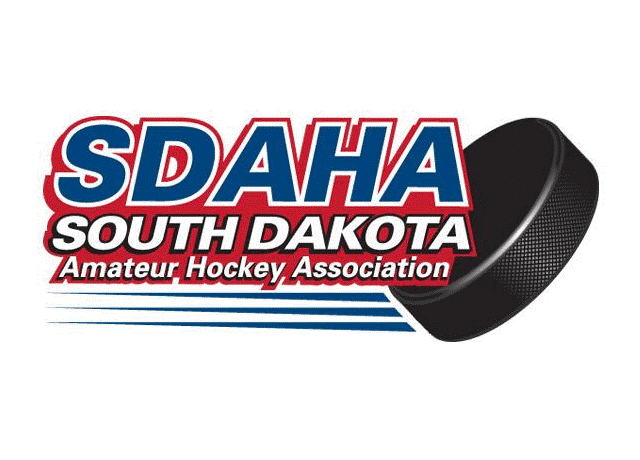 SDAHA
SOUTH DAKOTA
Amateur Hockey Association